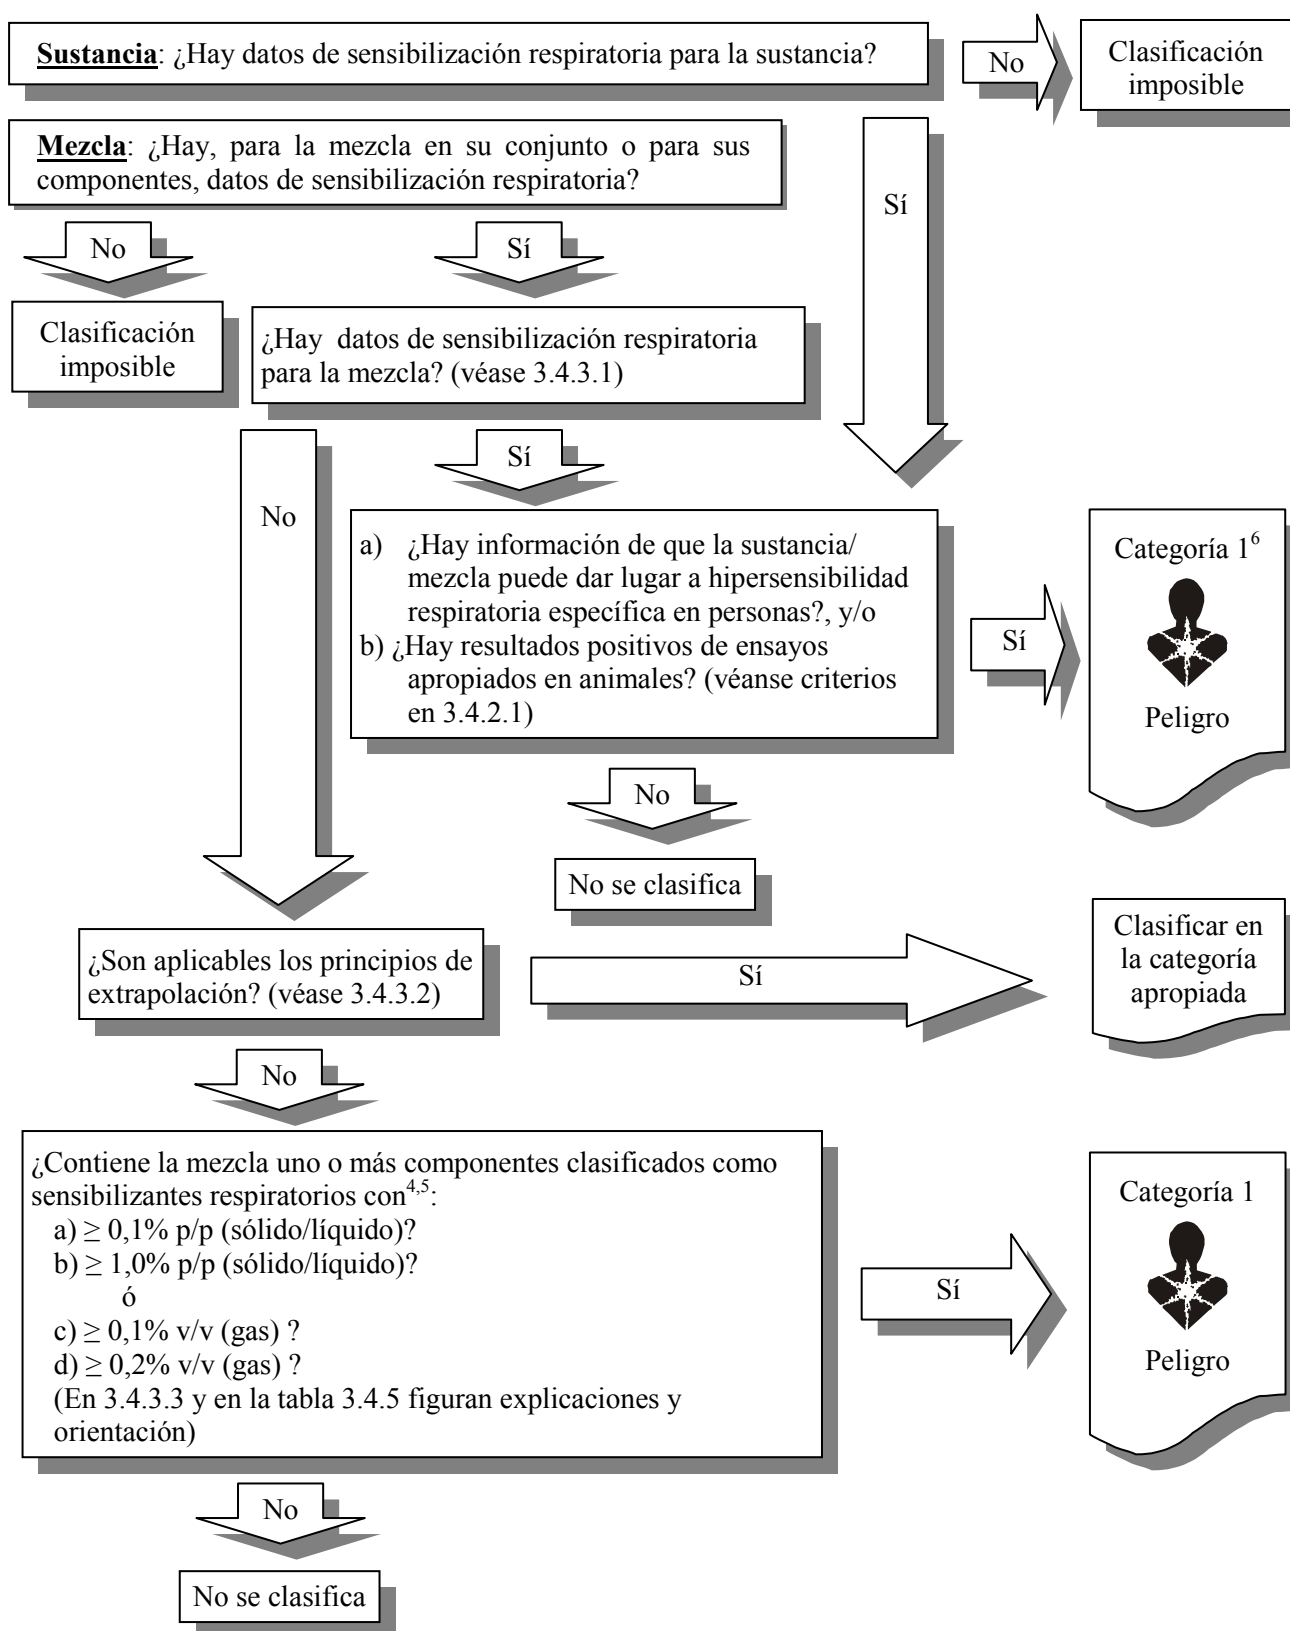 Sustancia: ¿Hay datos de sensibilización respiratoria para la sustancia?
No
Clasificación
imposible
Mezcla: ¿Hay, para la mezcla en su conjunto o para sus
componentes, datos de sensibilización respiratoria?
Sí
No
Sí
Clasificación
imposible
¿Hay datos de sensibilización respiratoria
para la mezcla? (véase 3.4.3.1)
No
Sí
a) ¿Hay información de que la sustancia/
mezcla puede dar lugar a hipersensibilidad
respiratoria específica en personas?, y/o
b) ¿Hay resultados positivos de ensayos
apropiados en animales? (véanse criterios
en 3.4.2.1)
Sí
Categoría 1⁶
Peligro
No
No se clasifica
¿Son aplicables los principios de
extrapolación? (véase 3.4.3.2)
Sí
Clasificar en
la categoría
apropiada
No
¿Contiene la mezcla uno o más componentes clasificados como
sensibilizantes respiratorios con⁴,⁵:
a) ≥ 0,1% p/p (sólido/líquido)?
b) ≥ 1,0% p/p (sólido/líquido)?
ó
c) ≥ 0,1% v/v (gas) ?
d) ≥ 0,2% v/v (gas) ?
(En 3.4.3.3 y en la tabla 3.4.5 figuran explicaciones y
orientación)
Sí
Categoría 1
Peligro
No
No se clasifica